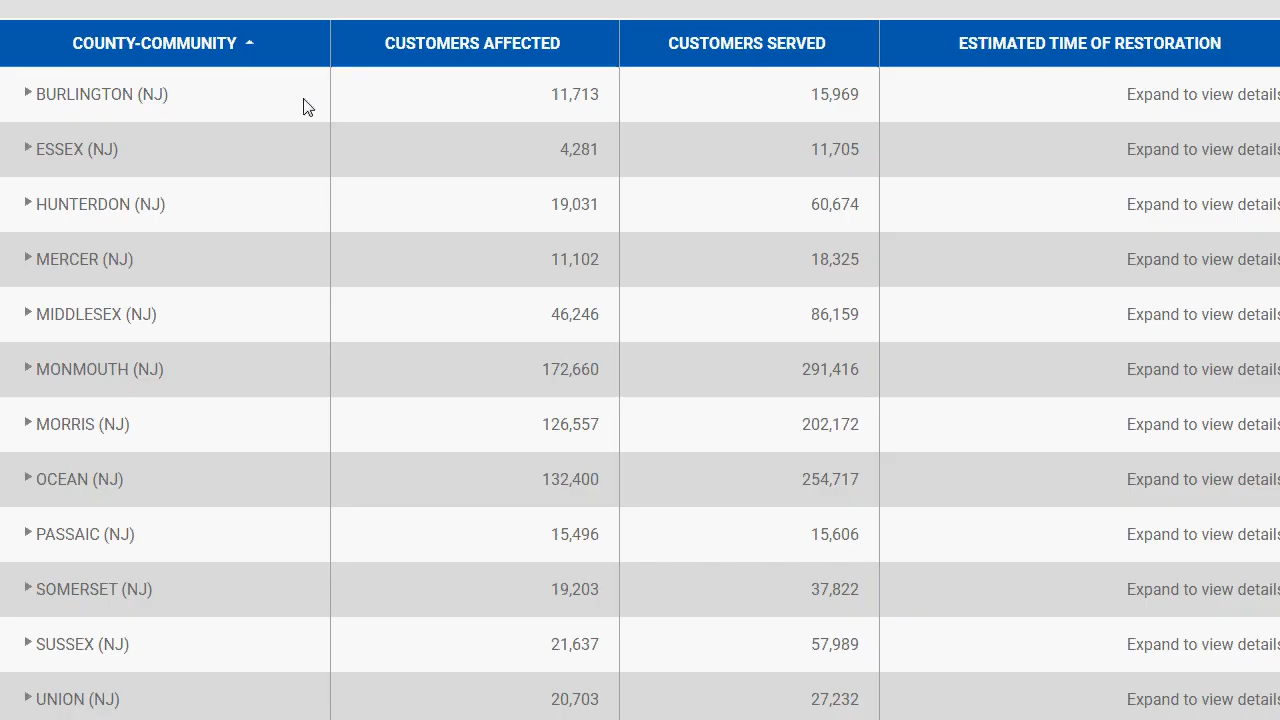 COUNTY-COMMUNITY CUSTOMERS AFFECTED CUSTOMERS SERVED ESTIMATED TIME OF RESTORATION
BURLINGTON (NJ) 11,713 15,969 Expand to view details
ESSEX (NJ) 4,281 11,705 Expand to view details
HUNTERDON (NJ) 19,031 60,674 Expand to view details
MERCER (NJ) 11,102 18,325 Expand to view details
MIDDLESEX (NJ) 46,246 86,159 Expand to view details
MONMOUTH (NJ) 172,660 291,416 Expand to view details
MORRIS (NJ) 126,557 202,172 Expand to view details
OCEAN (NJ) 132,400 254,717 Expand to view details
PASSAIC (NJ) 15,496 15,606 Expand to view details
SOMERSET (NJ) 19,203 37,822 Expand to view details
SUSSEX (NJ) 21,637 57,989 Expand to view details
UNION (NJ) 20,703 27,232 Expand to view details